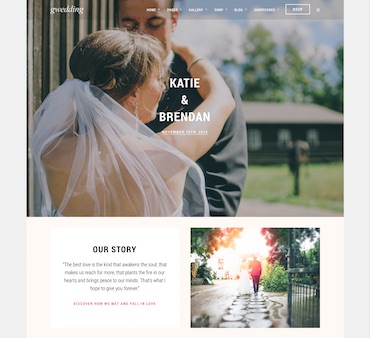 gwedding
HOME PAGES GALLERY SHOP BLOG SHORTCODES RSVP
KATIE
&
BRENDAN
NOVEMBER 10TH, 2018
OUR STORY
"The best love is the kind that awakens the soul; that
makes us reach for more, that plants the fire in our
hearts and brings peace to our minds. That's what I
hope to give you forever"
DISCOVER HOW WE MET AND FALL IN LOVE